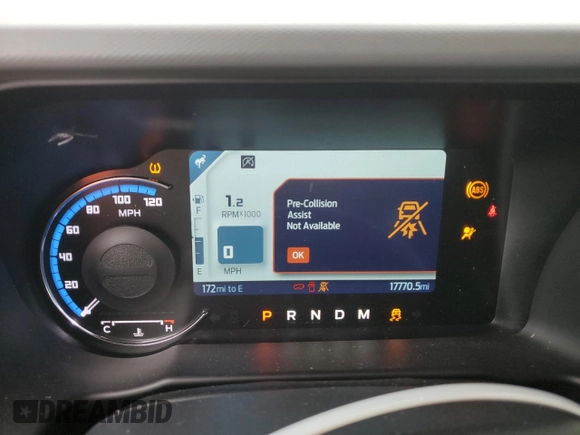 120
100
80
60
40
20
MPH
C H
F
E
1.2
RPMX1000
0
MPH
Pre-Collision
Assist
Not Available
OK
172mi to E
17770.5mi
P R N D M
ABS
DREAMBID